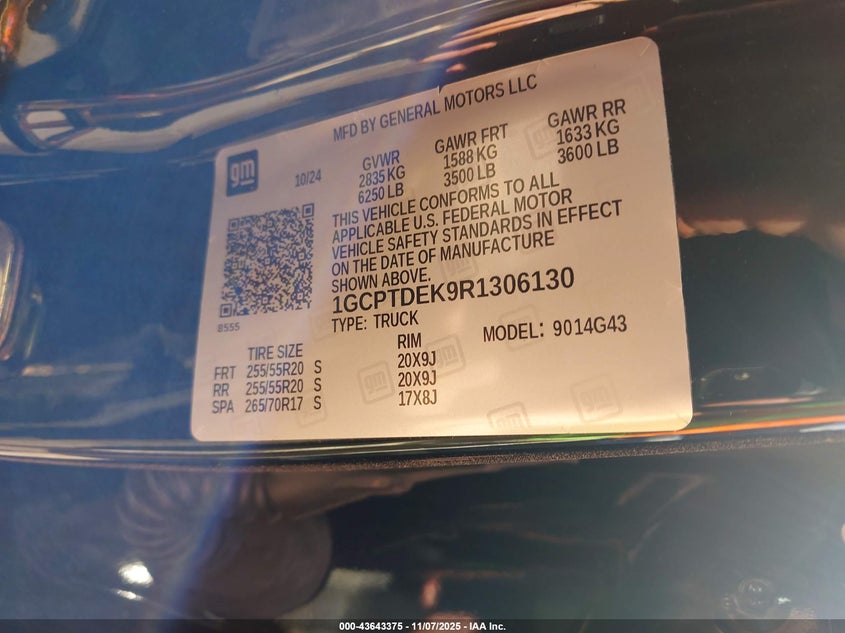 MFD BY GENERAL MOTORS LLC
gm
10/24
GVWR GAWR FRT GAWR RR
2835 KG 1588 KG 1633 KG
6250 LB 3500 LB 3600 LB
THIS VEHICLE CONFORMS TO ALL
APPLICABLE U.S. FEDERAL MOTOR
VEHICLE SAFETY STANDARDS IN EFFECT
ON THE DATE OF MANUFACTURE
SHOWN ABOVE.
1GCPTDEK9R1306130
8555
TYPE: TRUCK
MODEL: 9014G43
TIRE SIZE RIM
FRT 255/55R20 S 20X9J
RR 255/55R20 S 20X9J
SPA 265/70R17 S 17X8J
000-43643375 - 11/07/2025 - IAA Inc.